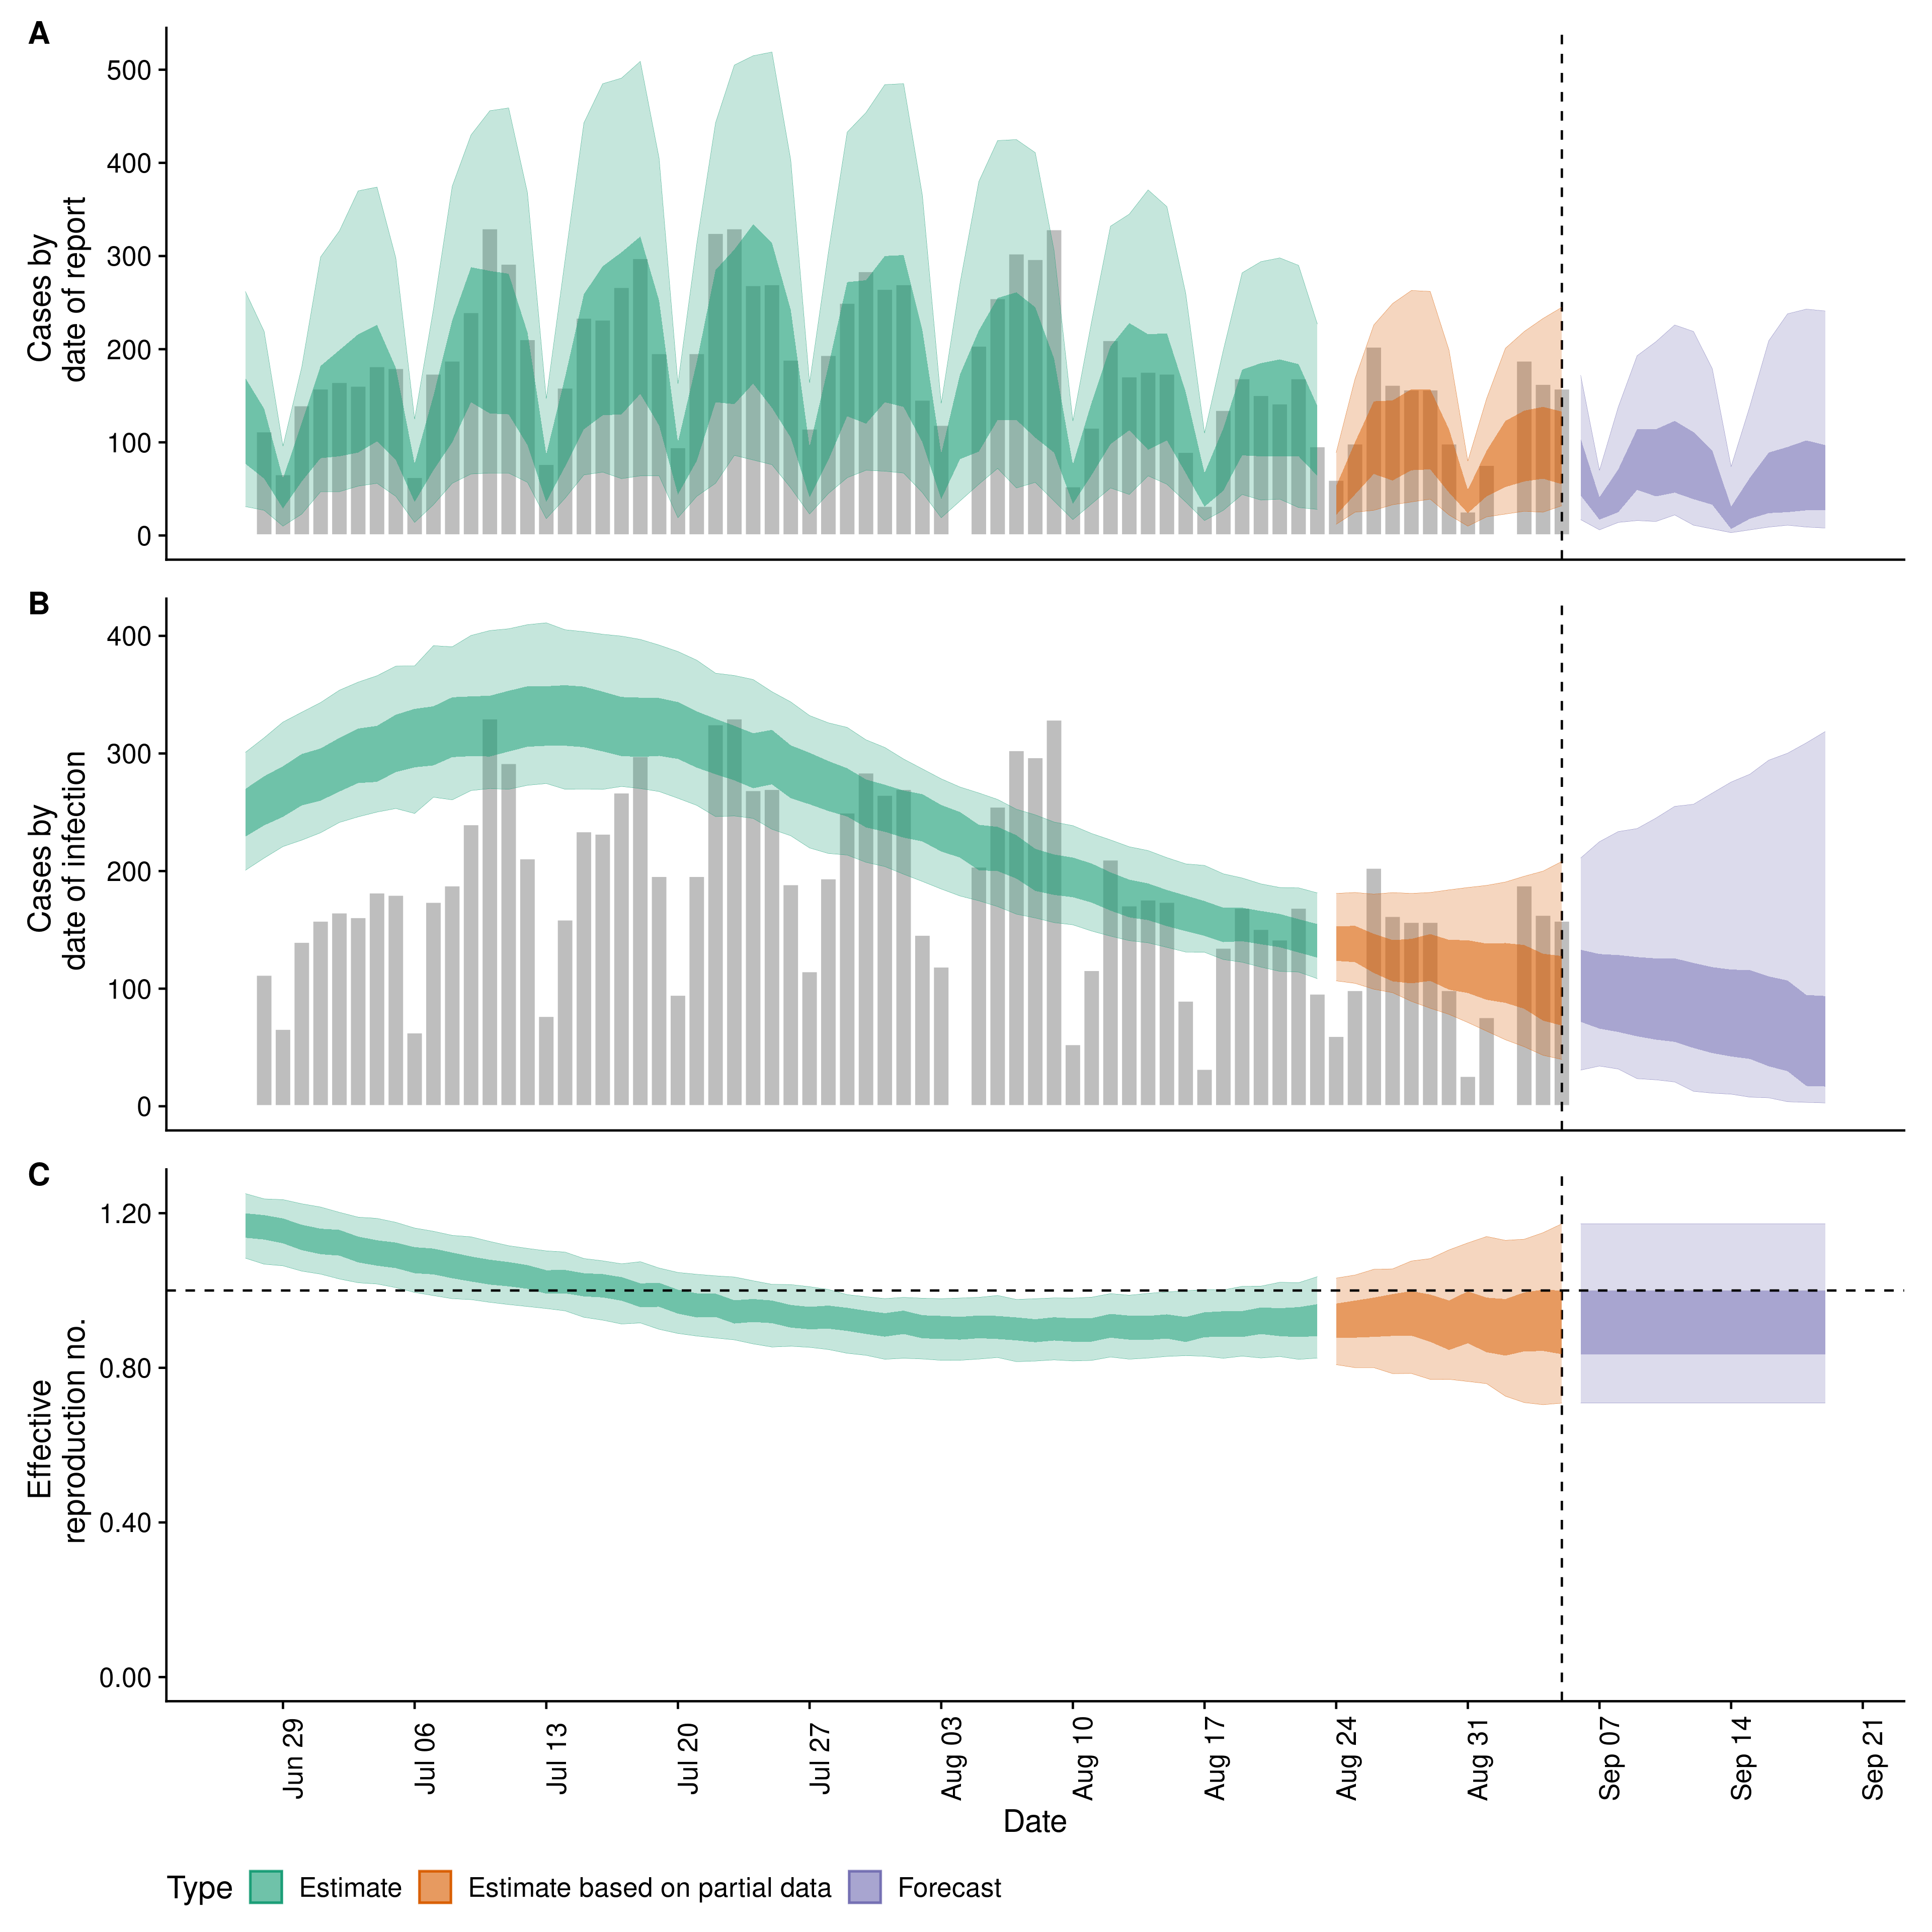 A
500
400
300
200
100
0
Cases by
date of report
B
400
300
200
100
0
Cases by
date of infection
C
1.20
0.80
0.40
0.00
Effective
reproduction no.
Jun 29
Jul 06
Jul 13
Jul 20
Jul 27
Aug 03
Aug 10
Aug 17
Aug 24
Aug 31
Sep 07
Sep 14
Sep 21
Date
Type Estimate Estimate based on partial data Forecast